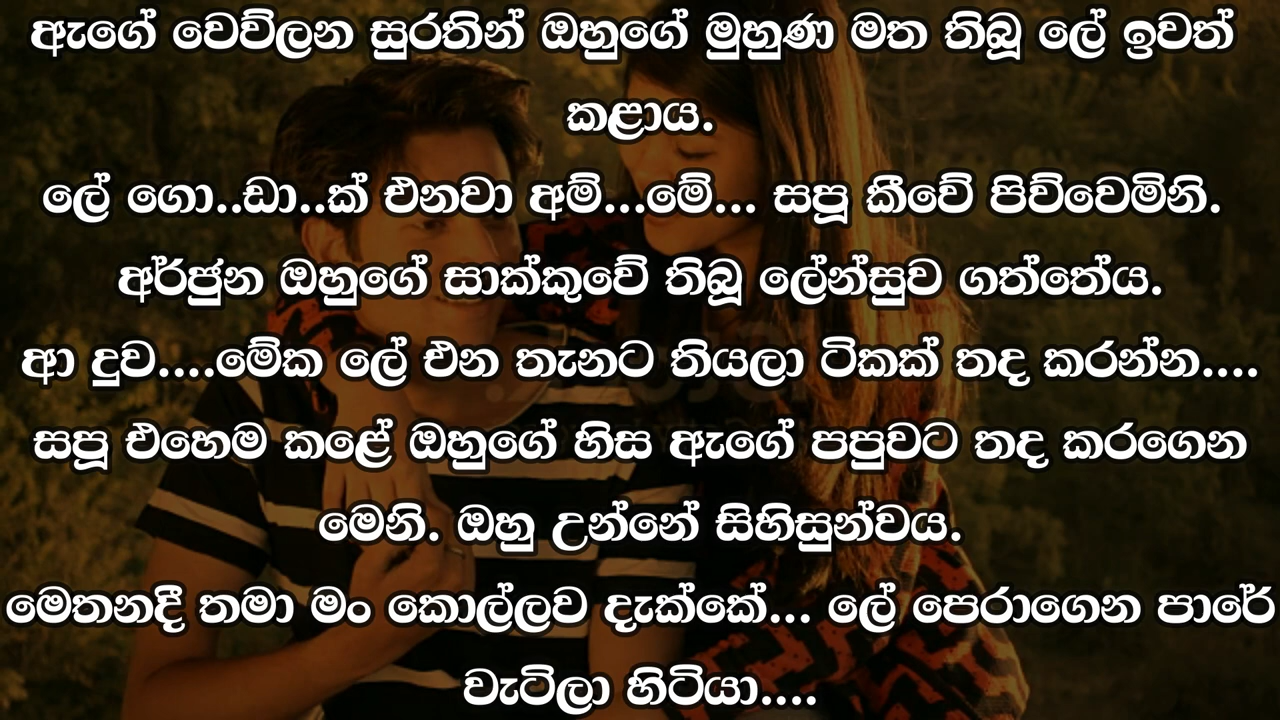 ඇගේ වෙව්ලන සුරතින් ඔහුගේ මුහුණ මත තිබූ ලේ ඉවත්
කළාය.
ලේ ගො..ඩා..ක් එනවා අම්...මේ... සපූ කීවේ පිව්වෙමිනි.
අර්ජුන ඔහුගේ සාක්කුවේ තිබූ ලේන්සුව ගත්තේය.
ආ දුව....මේක ලේ එන තැනට තියලා ටිකක් තද කරන්න....
සපූ එහෙම කළේ ඔහුගේ හිස ඇගේ පපුවට තද කරගෙන
මෙනි. ඔහු උන්නේ සිහිසුන්වය.
මෙතනදී තමා මං කොල්ලව දැක්කේ... ලේ පෙරාගෙන පාරේ
වැටිලා හිටියා....